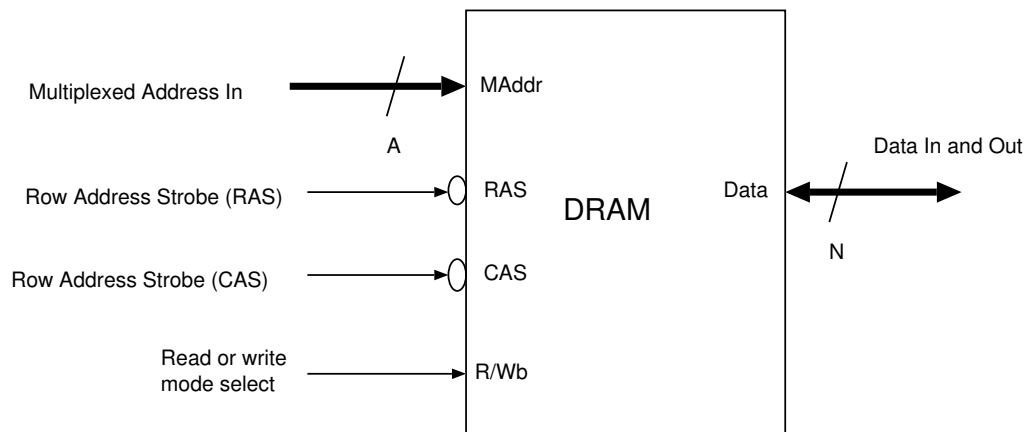 Multiplexed Address In
A
MAddr
Row Address Strobe (RAS)
RAS
DRAM
Data
Data In and Out
N
Row Address Strobe (CAS)
CAS
Read or write
mode select
R/Wb